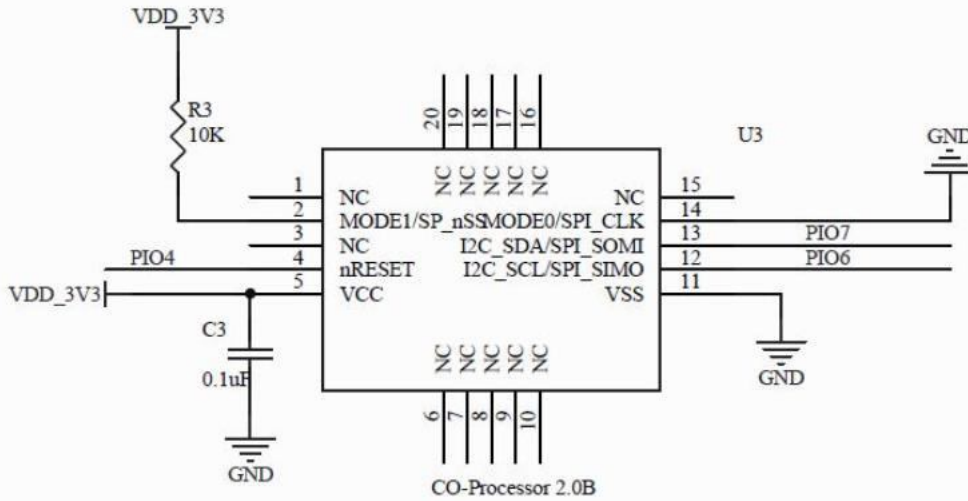 VDD_3V3
R3
10K
20
19
18
17
16
U3
GND
NC
NC
NC
NC
NC
1
NC
NC
15
2
MODE1/SP_nSS
MODE0/SPI_CLK
14
3
NC
I2C_SDA/SPI_SOMI
13
PIO7
PIO4
4
nRESET
I2C_SCL/SPI_SIMO
12
PIO6
VDD_3V3
5
VCC
VSS
11
C3
0.1uF
GND
NC
NC
NC
NC
NC
6
7
8
9
10
GND
CO-Processor 2.0B